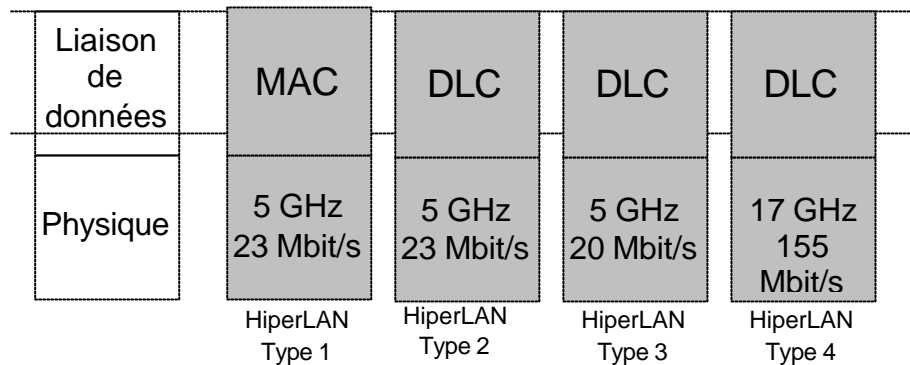 Liaison
de
données
MAC
DLC
DLC
DLC
Physique
5 GHz
23 Mbit/s
5 GHz
23 Mbit/s
5 GHz
20 Mbit/s
17 GHz
155
Mbit/s
HiperLAN
Type 1
HiperLAN
Type 2
HiperLAN
Type 3
HiperLAN
Type 4